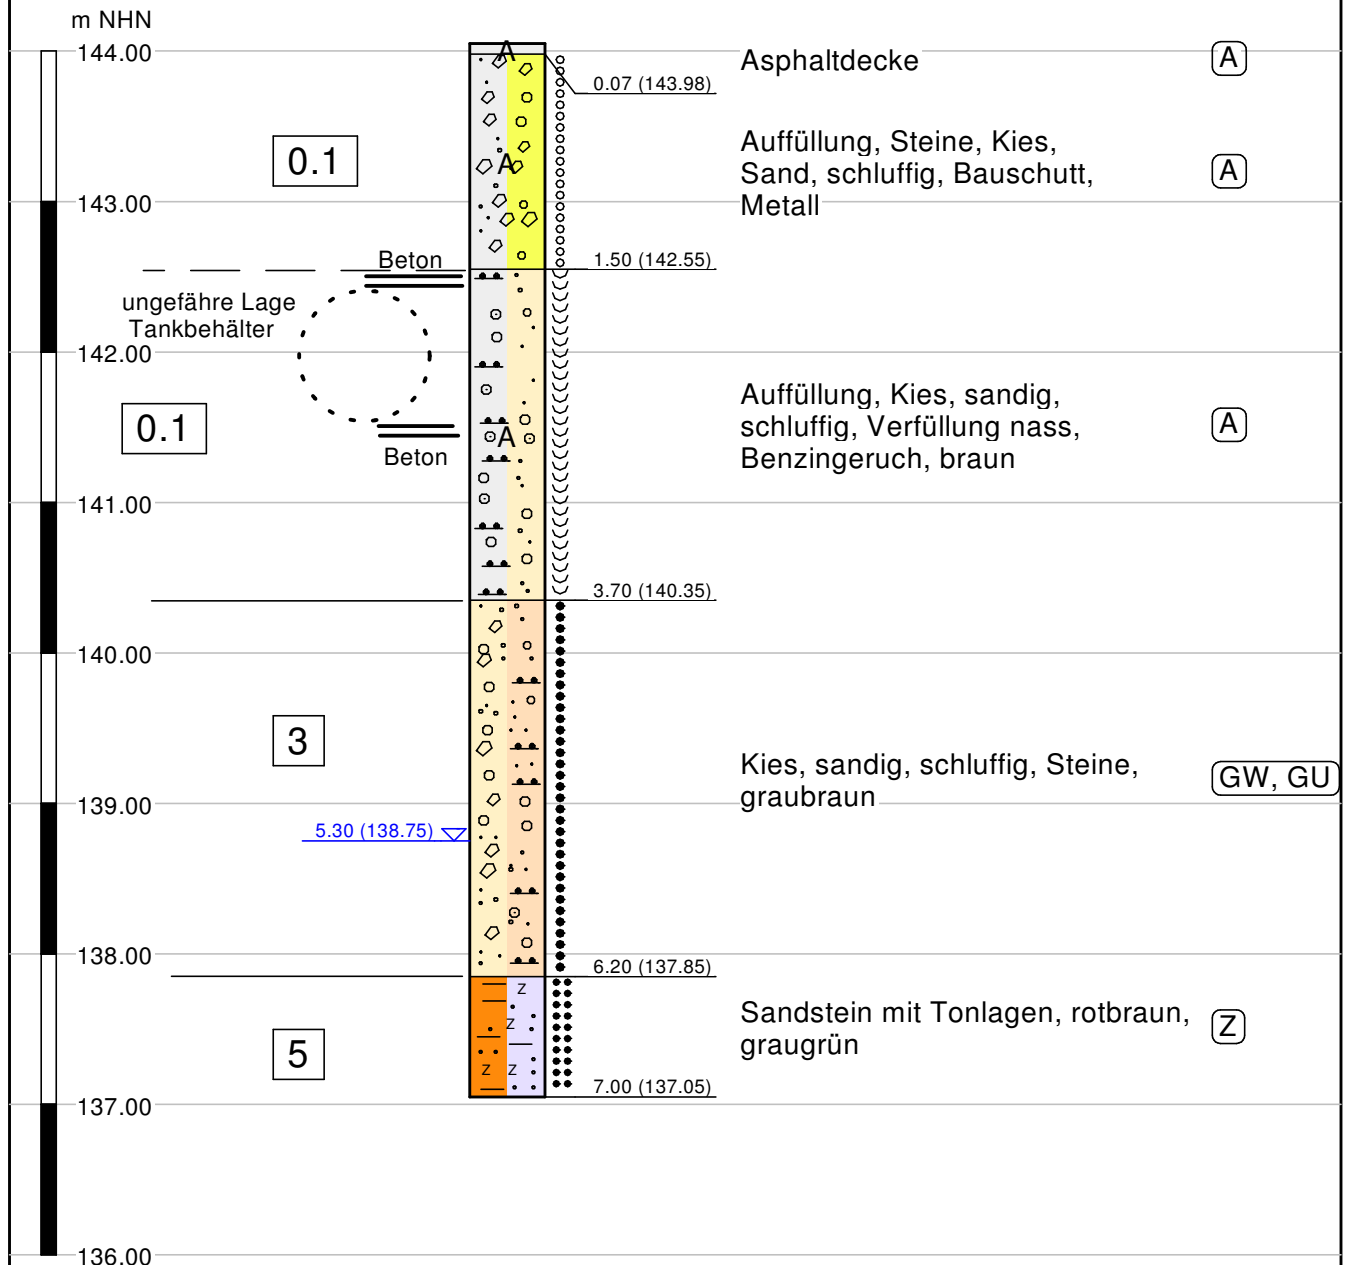 m NHN
144.00
A
Asphaltdecke
A
0.07 (143.98)
0.1
A
Auffüllung, Steine, Kies,
Sand, schluffig, Bauschutt,
Metall
A
143.00
Beton
1.50 (142.55)
ungefähre Lage
Tankbehälter
142.00
0.1
A
Auffüllung, Kies, sandig,
schluffig, Verfüllung nass,
Benzingeruch, braun
A
Beton
141.00
3.70 (140.35)
140.00
3
Kies, sandig, schluffig, Steine,
graubraun
GW, GU
139.00
5.30 (138.75)
138.00
6.20 (137.85)
z
z
z z
5
Sandstein mit Tonlagen, rotbraun,
graugrün
Z
7.00 (137.05)
137.00
136.00